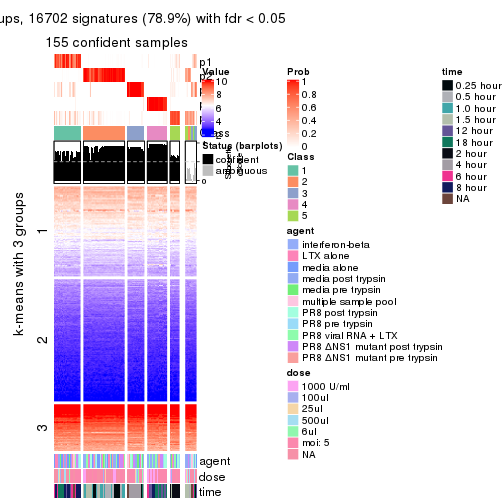 ups, 16702 signatures (78.9%) with fdr < 0.05
155 confident samples
p1
p2
Class
k-means with 3 groups
1
2
3
agent
dose
time
Value
10
8
6
4
2
0
Status (barplots)
confident
ambiguous
Prob
1
0.8
0.6
0.4
0.2
0
Class
1
2
3
4
5
agent
interferon-beta
LTX alone
media alone
media post trypsin
media pre trypsin
multiple sample pool
PR8 post trypsin
PR8 pre trypsin
PR8 viral RNA + LTX
PR8 ΔNS1 mutant post trypsin
PR8 ΔNS1 mutant pre trypsin
dose
1000 U/ml
100ul
25ul
500ul
6ul
moi: 5
NA
time
0.25 hour
0.5 hour
1.0 hour
1.5 hour
12 hour
18 hour
2 hour
4 hour
6 hour
8 hour
NA